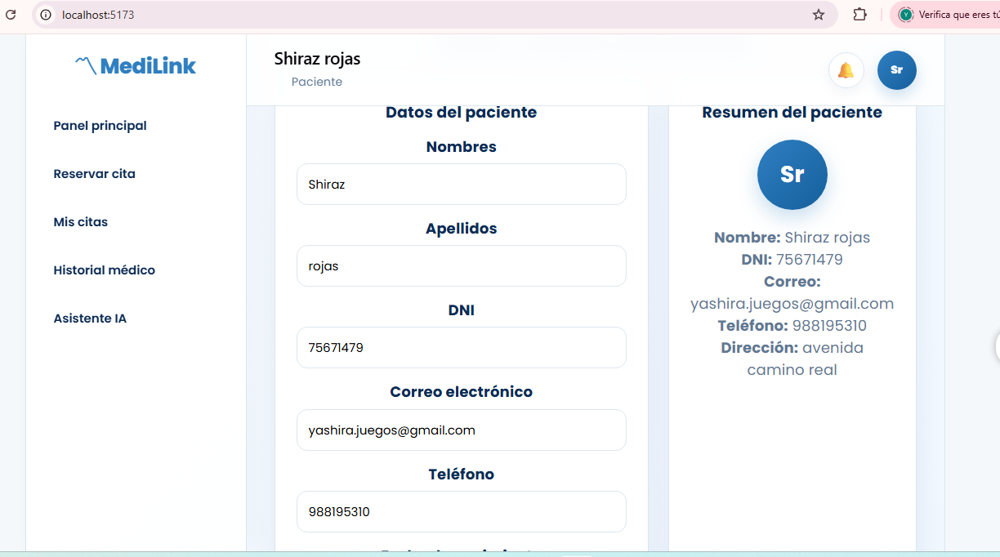 localhost:5173
Verifica que eres tú
MediLink
Shiraz rojas
Paciente
Sr
Panel principal
Reservar cita
Mis citas
Historial médico
Asistente IA
Datos del paciente
Nombres
Shiraz
Apellidos
rojas
DNI
75671479
Correo electrónico
yashira.juegos@gmail.com
Teléfono
988195310
Resumen del paciente
Sr
Nombre: Shiraz rojas
DNI: 75671479
Correo:
yashira.juegos@gmail.com
Teléfono: 988195310
Dirección: avenida
camino real